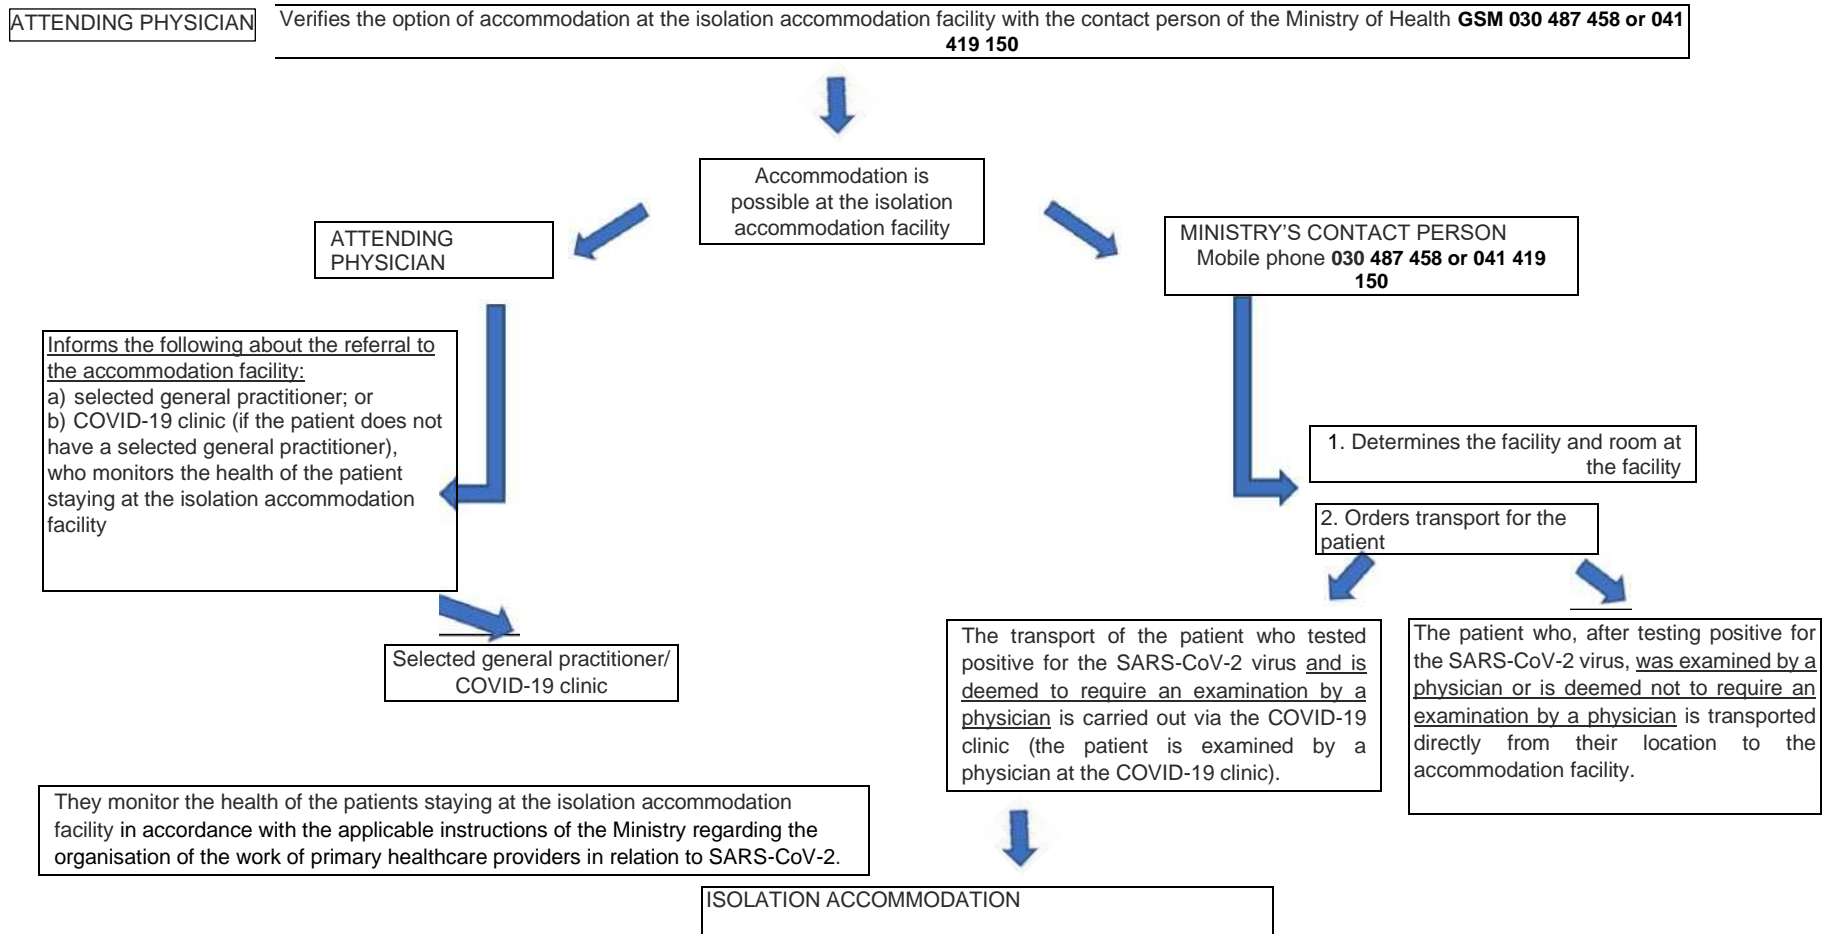 ATTENDING PHYSICIAN
Verifies the option of accommodation at the isolation accommodation facility with the contact person of the Ministry of Health GSM 030 487 458 or 041
419 150
Accommodation is
possible at the isolation
accommodation facility
ATTENDING
PHYSICIAN
MINISTRY’S CONTACT PERSON
Mobile phone 030 487 458 or 041 419
150
Informs the following about the referral to
the accommodation facility:
a) selected general practitioner; or
b) COVID-19 clinic (if the patient does not
have a selected general practitioner),
who monitors the health of the patient
staying at the isolation accommodation
facility
1. Determines the facility and room at
the facility
2. Orders transport for the
patient
Selected general practitioner/
COVID-19 clinic
The transport of the patient who tested
positive for the SARS-CoV-2 virus and is
deemed to require an examination by a
physician is carried out via the COVID-19
clinic (the patient is examined by a
physician at the COVID-19 clinic).
The patient who, after testing positive for
the SARS-CoV-2 virus, was examined by a
physician or is deemed not to require an
examination by a physician is transported
directly from their location to the
accommodation facility.
They monitor the health of the patients staying at the isolation accommodation
facility in accordance with the applicable instructions of the Ministry regarding the
organisation of the work of primary healthcare providers in relation to SARS-CoV-2.
ISOLATION ACCOMMODATION